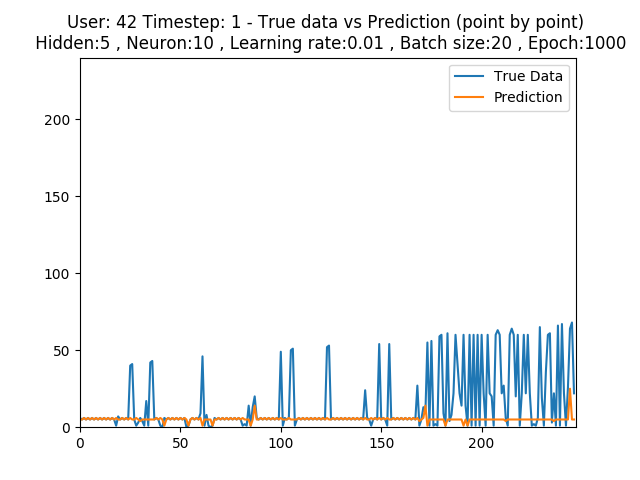 User: 42 Timestep: 1 - True data vs Prediction (point by point)
Hidden:5 , Neuron:10 , Learning rate:0.01 , Batch size:20 , Epoch:1000
True Data
Prediction
200
150
100
50
0
0 50 100 150 200